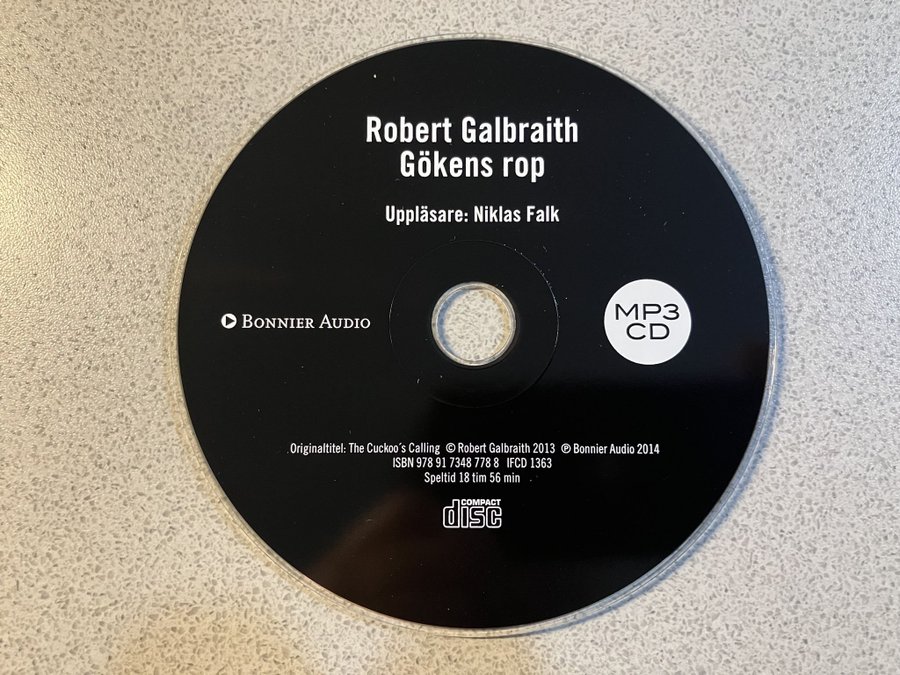 Robert Galbraith
Gökens rop
Uppläsare: Niklas Falk
BONNIER AUDIO
MP3
CD
Originaltitel: The Cuckoo´s Calling © Robert Galbraith 2013 ℗ Bonnier Audio 2014
ISBN 978 91 7348 778 8 IFCD 1363
Speltid 18 tim 56 min
COMPACT
disc